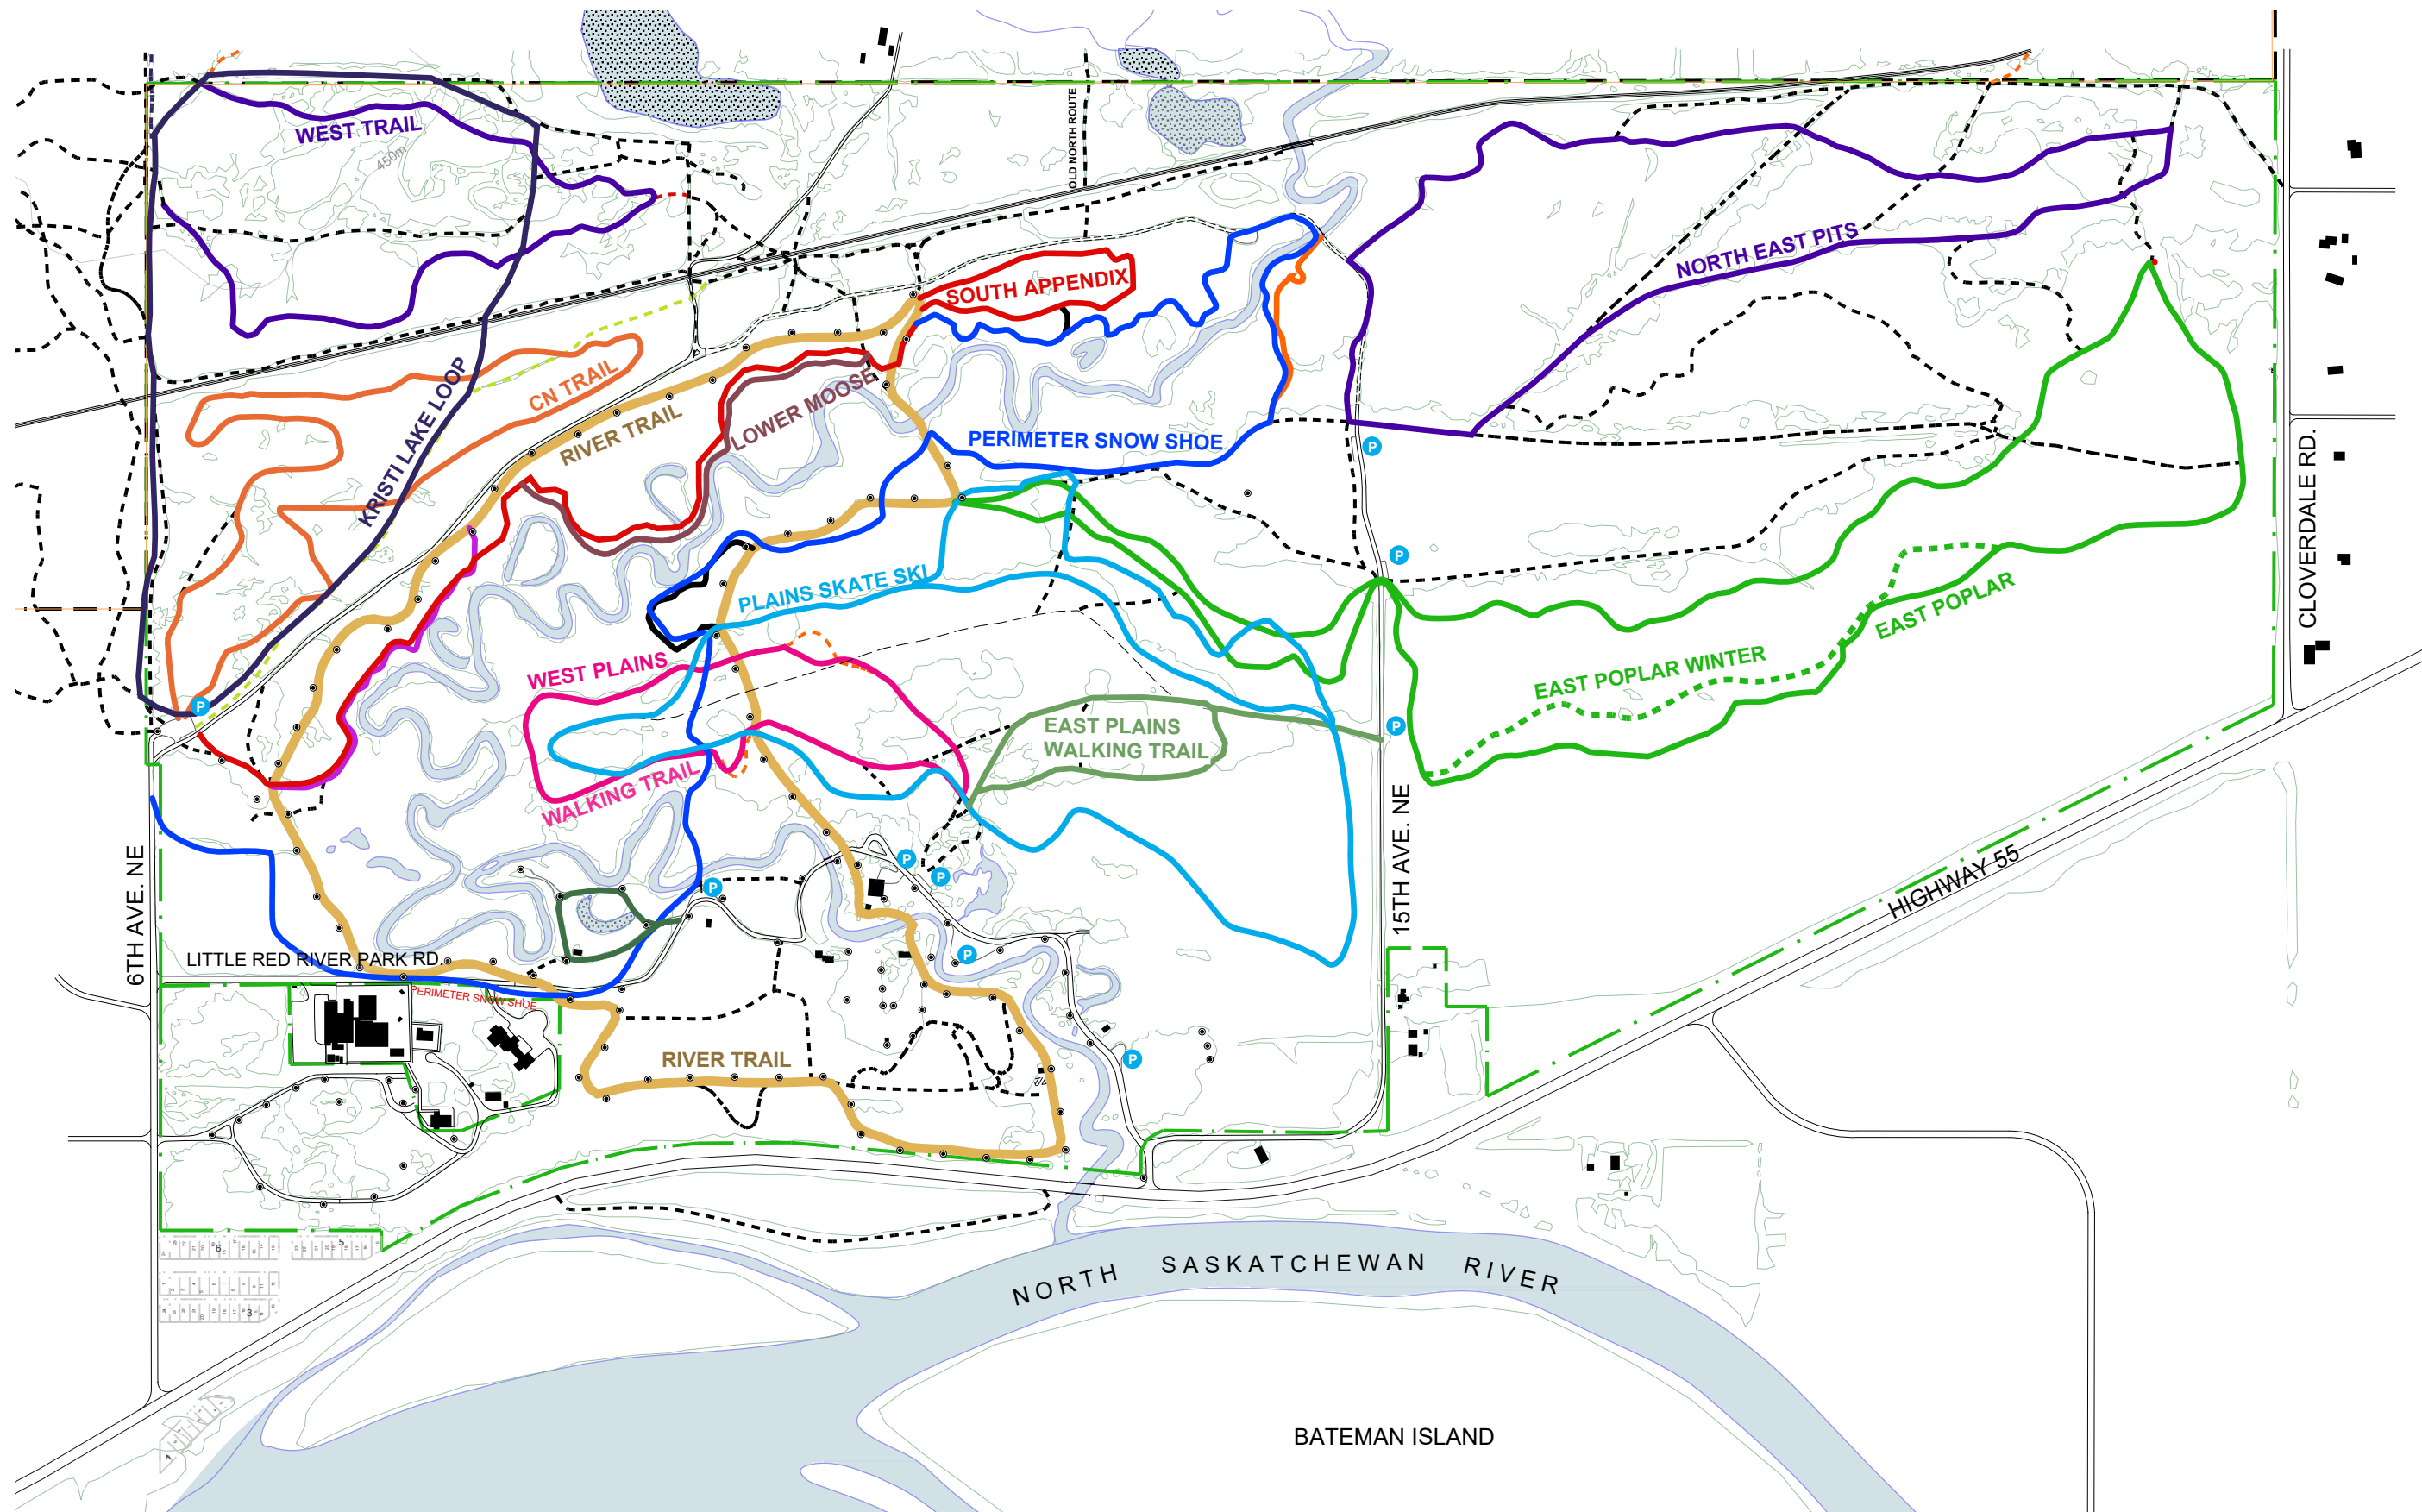 WEST TRAIL
450m
OLD NORTH ROUTE
NORTH EAST PITS
SOUTH APPENDIX
CN TRAIL
KRISTI LAKE LOOP
RIVER TRAIL
LOWER MOOSE
PERIMETER SNOW SHOE
P
P
CLOVERDALE RD.
PLAINS SKATE SKI
EAST POPLAR
EAST POPLAR WINTER
WEST PLAINS
WALKING TRAIL
EAST PLAINS
WALKING TRAIL
P
P
15TH AVE. NE
6TH AVE. NE
HIGHWAY 55
P
P
P
P
LITTLE RED RIVER PARK RD.
PERIMETER SNOW SHOE
RIVER TRAIL
P
6
5
3
NORTH SASKATCHEWAN RIVER
BATEMAN ISLAND